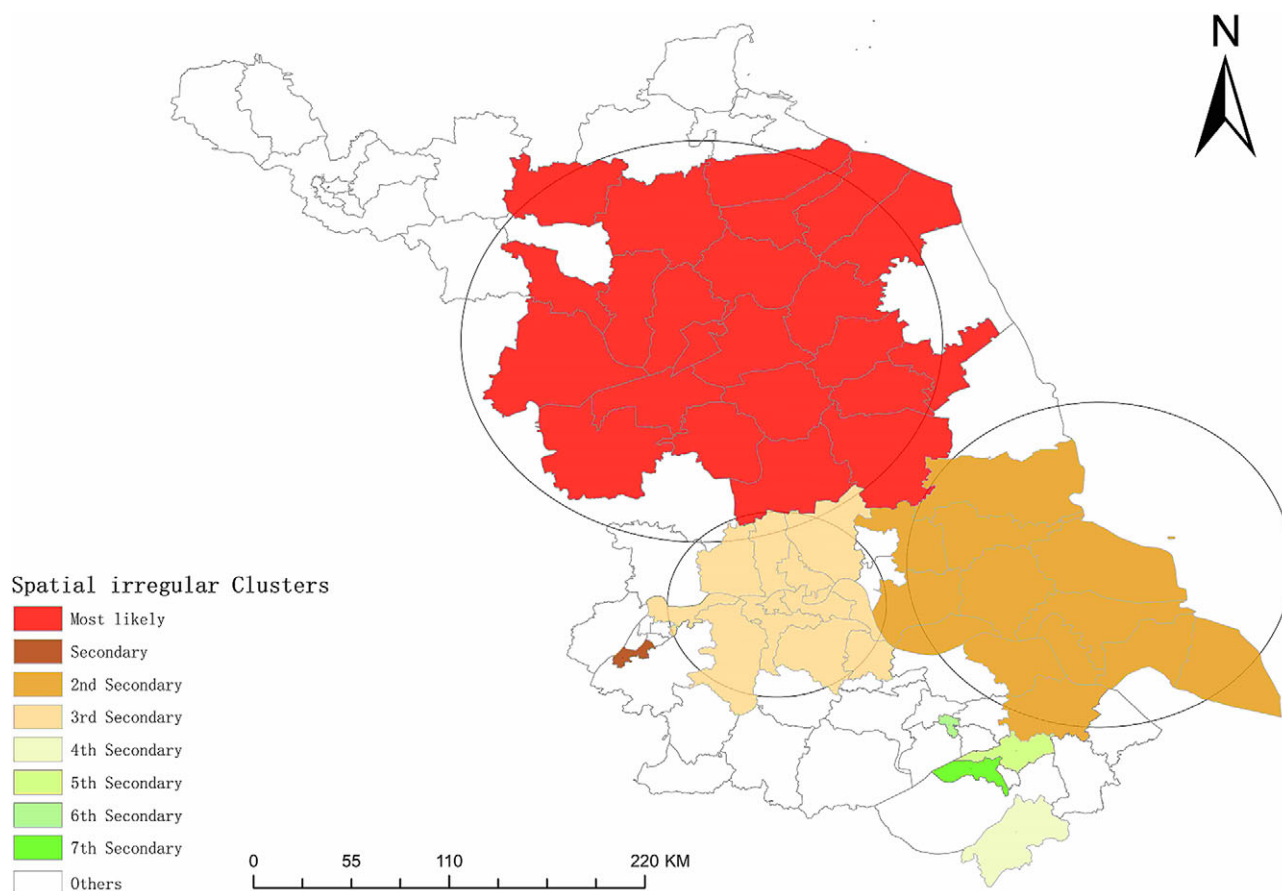 N
Spatial irregular Clusters
Most likely
Secondary
2nd Secondary
3rd Secondary
4th Secondary
5th Secondary
6th Secondary
7th Secondary
Others
0 55 110 220 KM